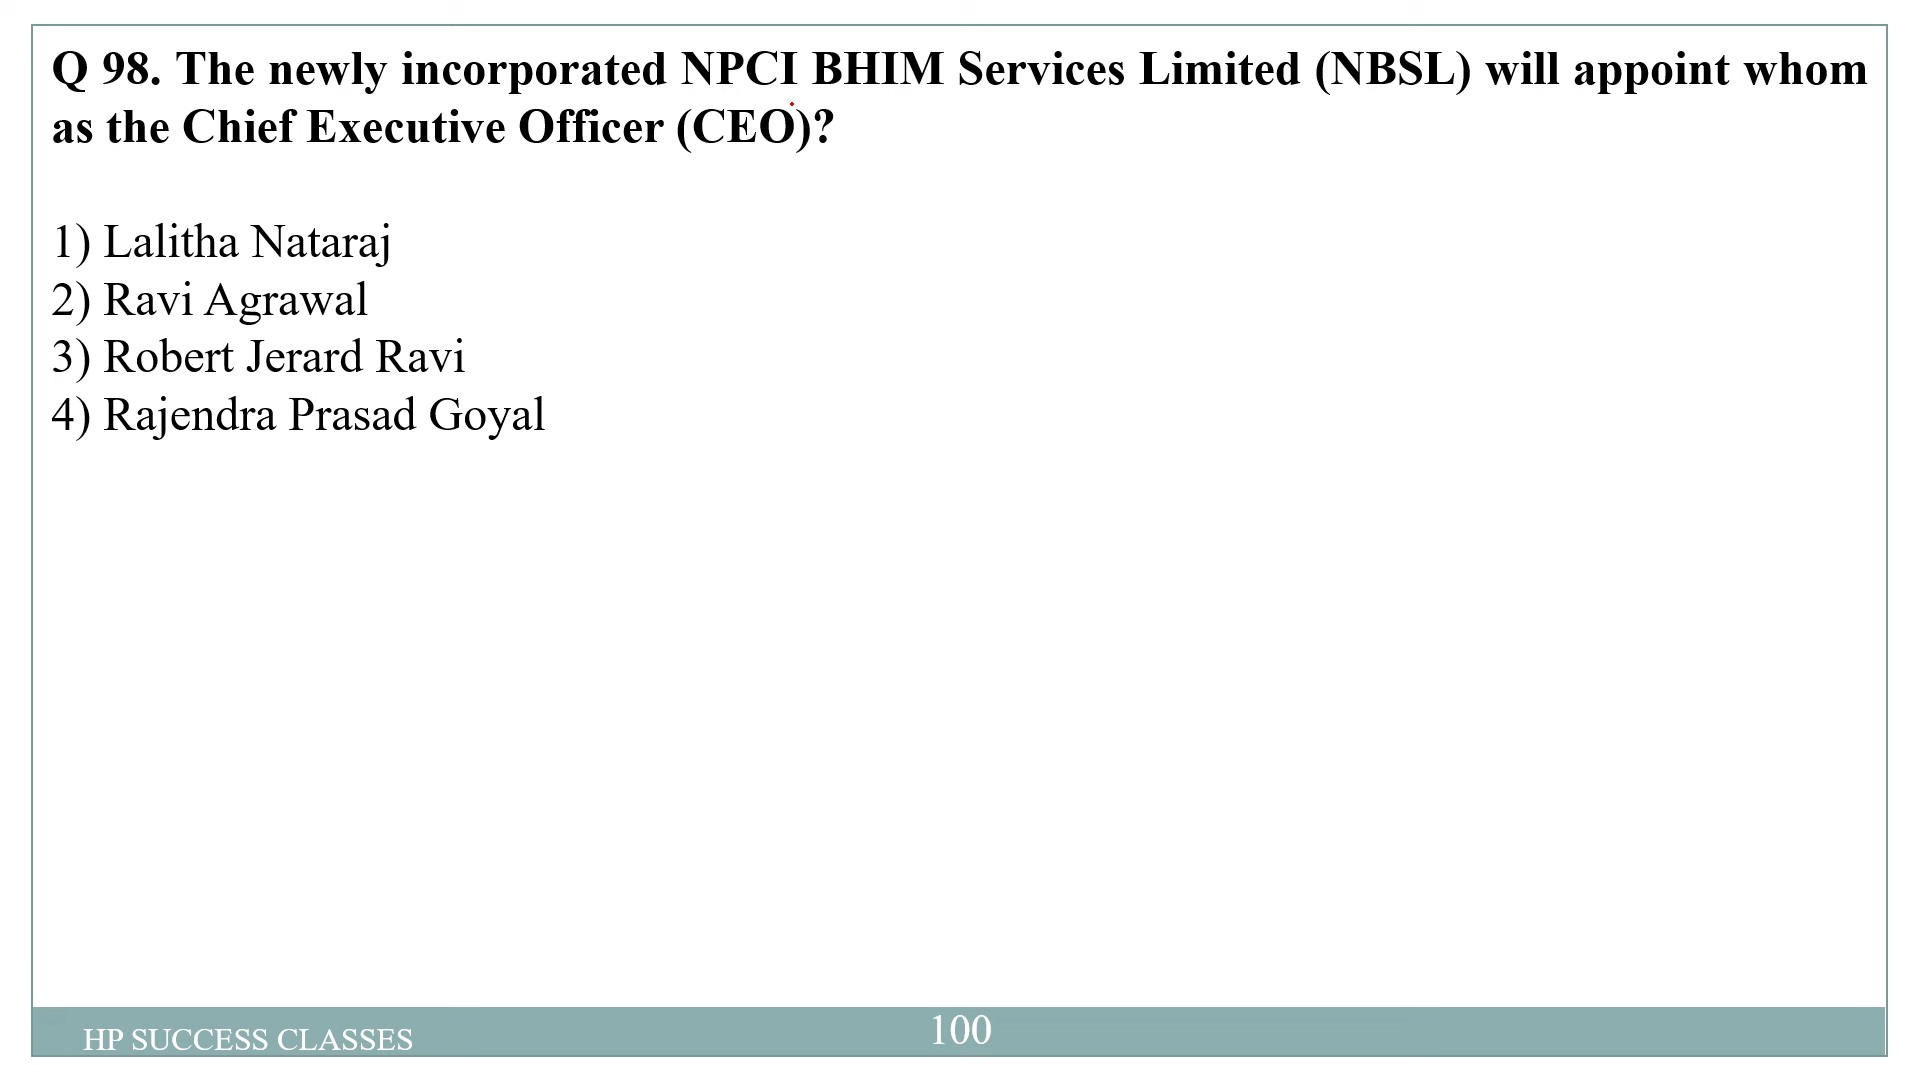 Q 98. The newly incorporated NPCI BHIM Services Limited (NBSL) will appoint whom
as the Chief Executive Officer (CEO)?
1) Lalitha Nataraj
2) Ravi Agrawal
3) Robert Jerard Ravi
4) Rajendra Prasad Goyal
HP SUCCESS CLASSES
100